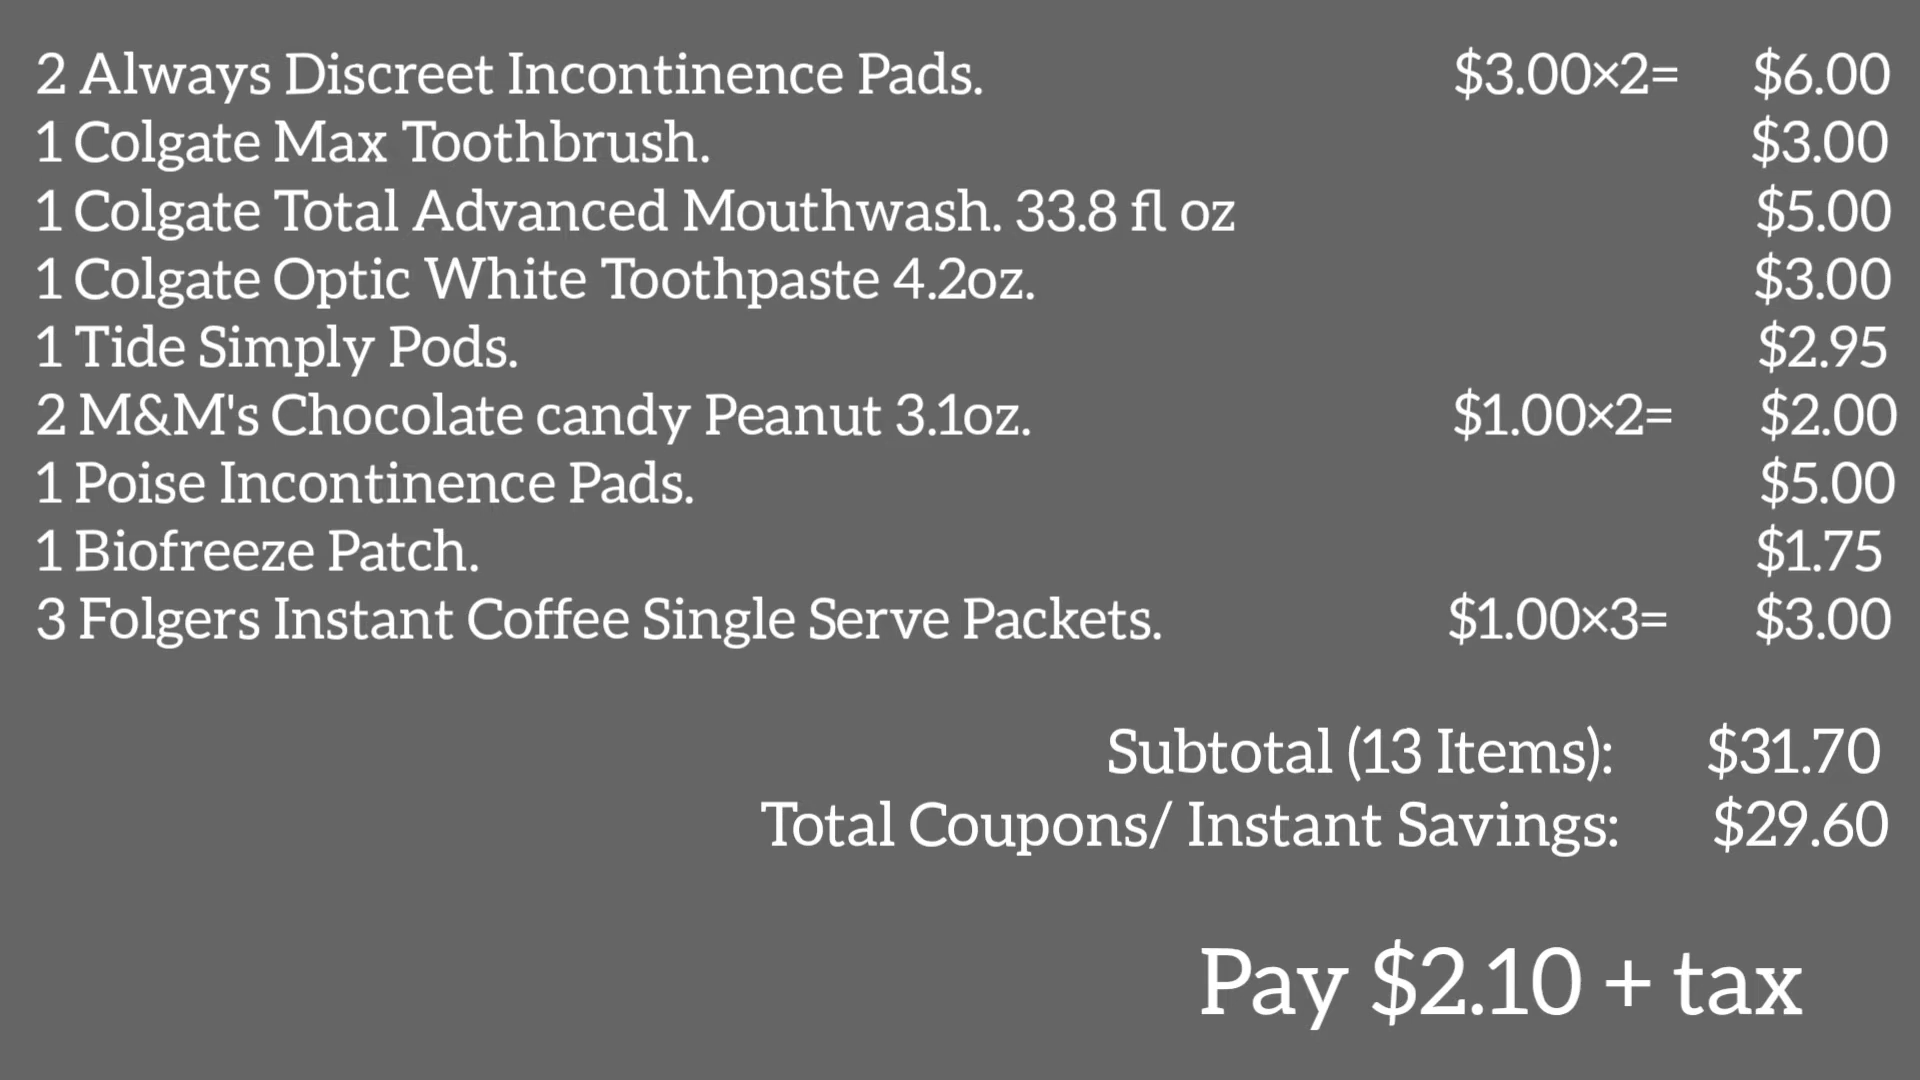 2 Always Discreet Incontinence Pads. $3.00×2= $6.00
1 Colgate Max Toothbrush. $3.00
1 Colgate Total Advanced Mouthwash. 33.8 fl oz $5.00
1 Colgate Optic White Toothpaste 4.2oz. $3.00
1 Tide Simply Pods. $2.95
2 M&M's Chocolate candy Peanut 3.1oz. $1.00×2= $2.00
1 Poise Incontinence Pads. $5.00
1 Biofreeze Patch. $1.75
3 Folgers Instant Coffee Single Serve Packets. $1.00×3= $3.00
Subtotal (13 Items): $31.70
Total Coupons/ Instant Savings: $29.60
Pay $2.10 + tax